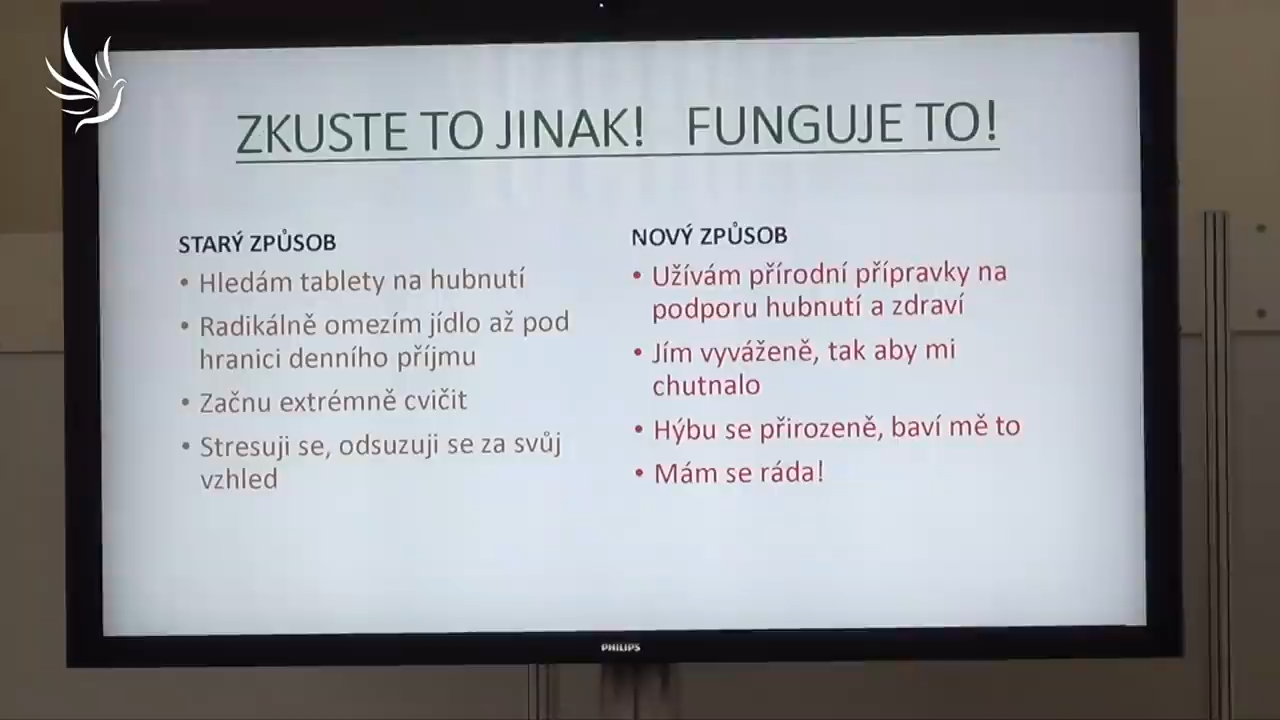 ZKUSTE TO JINAK! FUNGUJE TO!
STARÝ ZPŮSOB
• Hledám tablety na hubnutí
• Radikálně omezím jídlo až pod
hranici denního příjmu
• Začnu extrémně cvičit
• Stresuji se, odsuzuji se za svůj
vzhled
NOVÝ ZPŮSOB
• Užívám přírodní přípravky na
podporu hubnutí a zdraví
• Jím vyváženě, tak aby mi
chutnalo
• Hýbu se přirozeně, baví mě to
• Mám se ráda!
PHILIPS